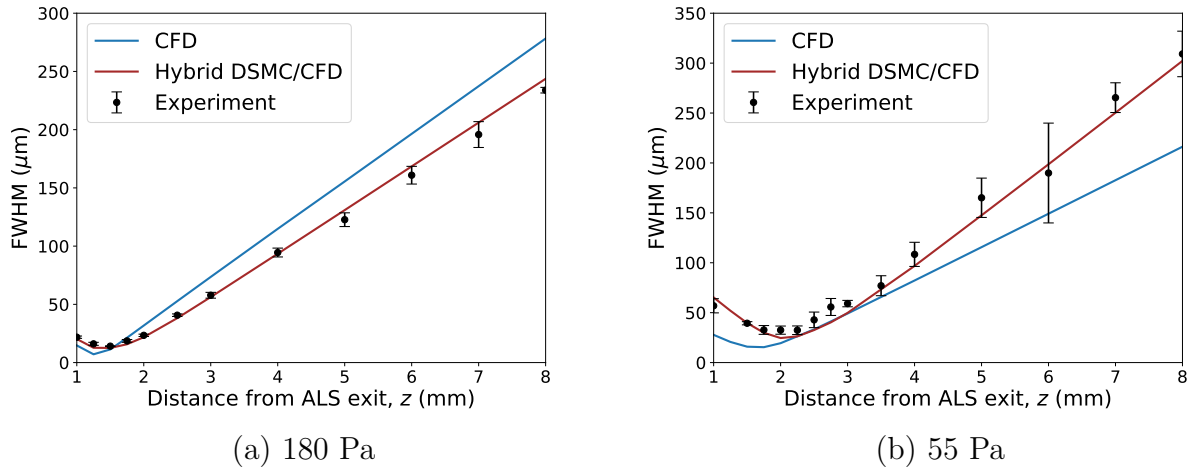 CFD
Hybrid DSMC/CFD
Experiment
FWHM (μm)
300
250
200
150
100
50
0
1 2 3 4 5 6 7 8
Distance from ALS exit, z (mm)
(a) 180 Pa
CFD
Hybrid DSMC/CFD
Experiment
FWHM (μm)
350
300
250
200
150
100
50
0
1 2 3 4 5 6 7 8
Distance from ALS exit, z (mm)
(b) 55 Pa